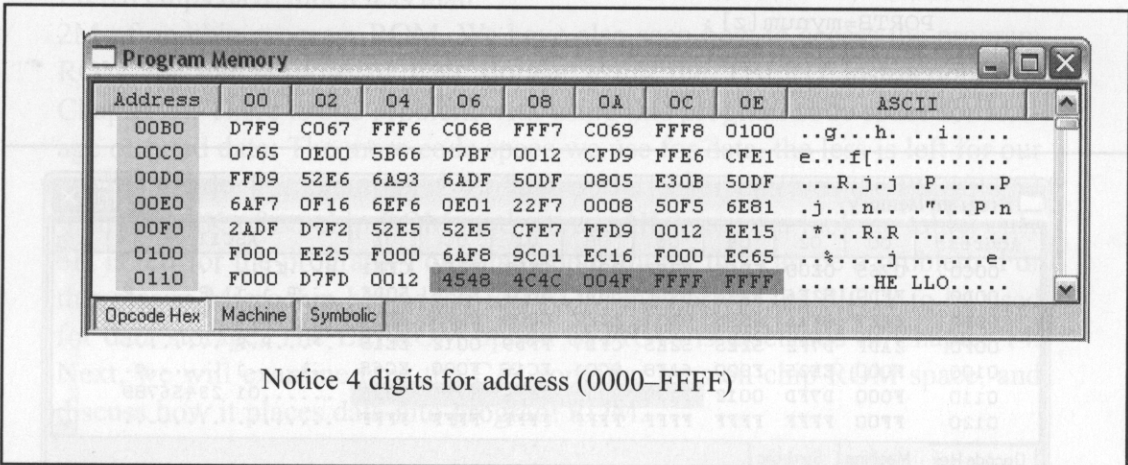 Program Memory
Address 00 02 04 06 08 0A 0C 0E ASCII
00B0 D7F9 C067 FFF6 C068 FFF7 C069 FFF8 0100 ..g...h. ..i.....
00C0 0765 0E00 5B66 D7BF 0012 CFD9 FFE6 CFE1 e...f[.. ........
00D0 FFD9 52E6 6A93 6ADF 50DF 0805 E30B 50DF ...R.j.j .P.....P
00E0 6AF7 0F16 6EF6 0E01 22F7 0008 50F5 6E81 .j...n.. ."...P.n
00F0 2ADF D7F2 52E5 52E5 CFE7 FFD9 0012 EE15 .*...R.R ........
0100 F000 EE25 F000 6AF8 9C01 EC16 F000 EC65 ..%....j ......e.
0110 F000 D7FD 0012 4548 4C4C 004F FFFF FFFF ......HE LLO.....
Opcode Hex Machine Symbolic
Notice 4 digits for address (0000–FFFF)